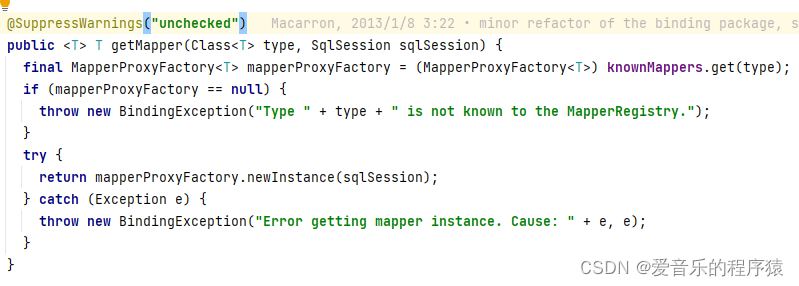 @SuppressWarnings("unchecked")   Macarron, 2013/1/8 3:22 • minor refactor of the binding package, s
public <T> T getMapper(Class<T> type, SqlSession sqlSession) {
  final MapperProxyFactory<T> mapperProxyFactory = (MapperProxyFactory<T>) knownMappers.get(type);
  if (mapperProxyFactory == null) {
    throw new BindingException("Type " + type + " is not known to the MapperRegistry.");
  }
  try {
    return mapperProxyFactory.newInstance(sqlSession);
  } catch (Exception e) {
    throw new BindingException("Error getting mapper instance. Cause: " + e, e);
  }
}
CSDN @爱音乐的程序猿